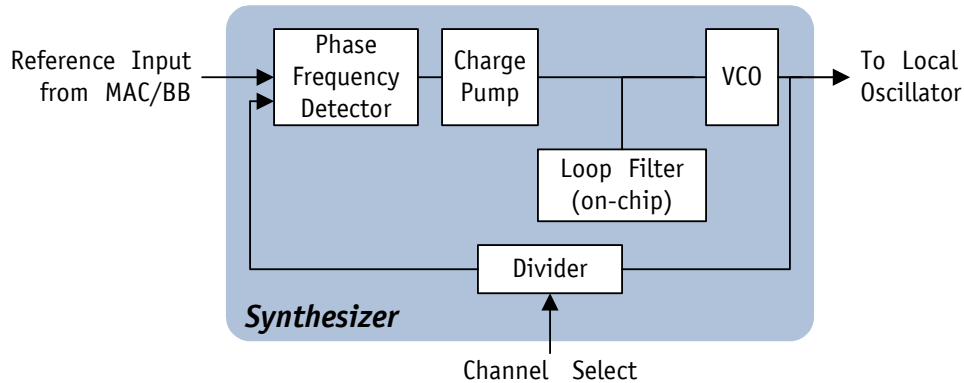 Reference Input
from MAC/BB
Phase
Frequency
Detector
Charge
Pump
VCO
To Local
Oscillator
Loop Filter
(on-chip)
Divider
Synthesizer
Channel Select